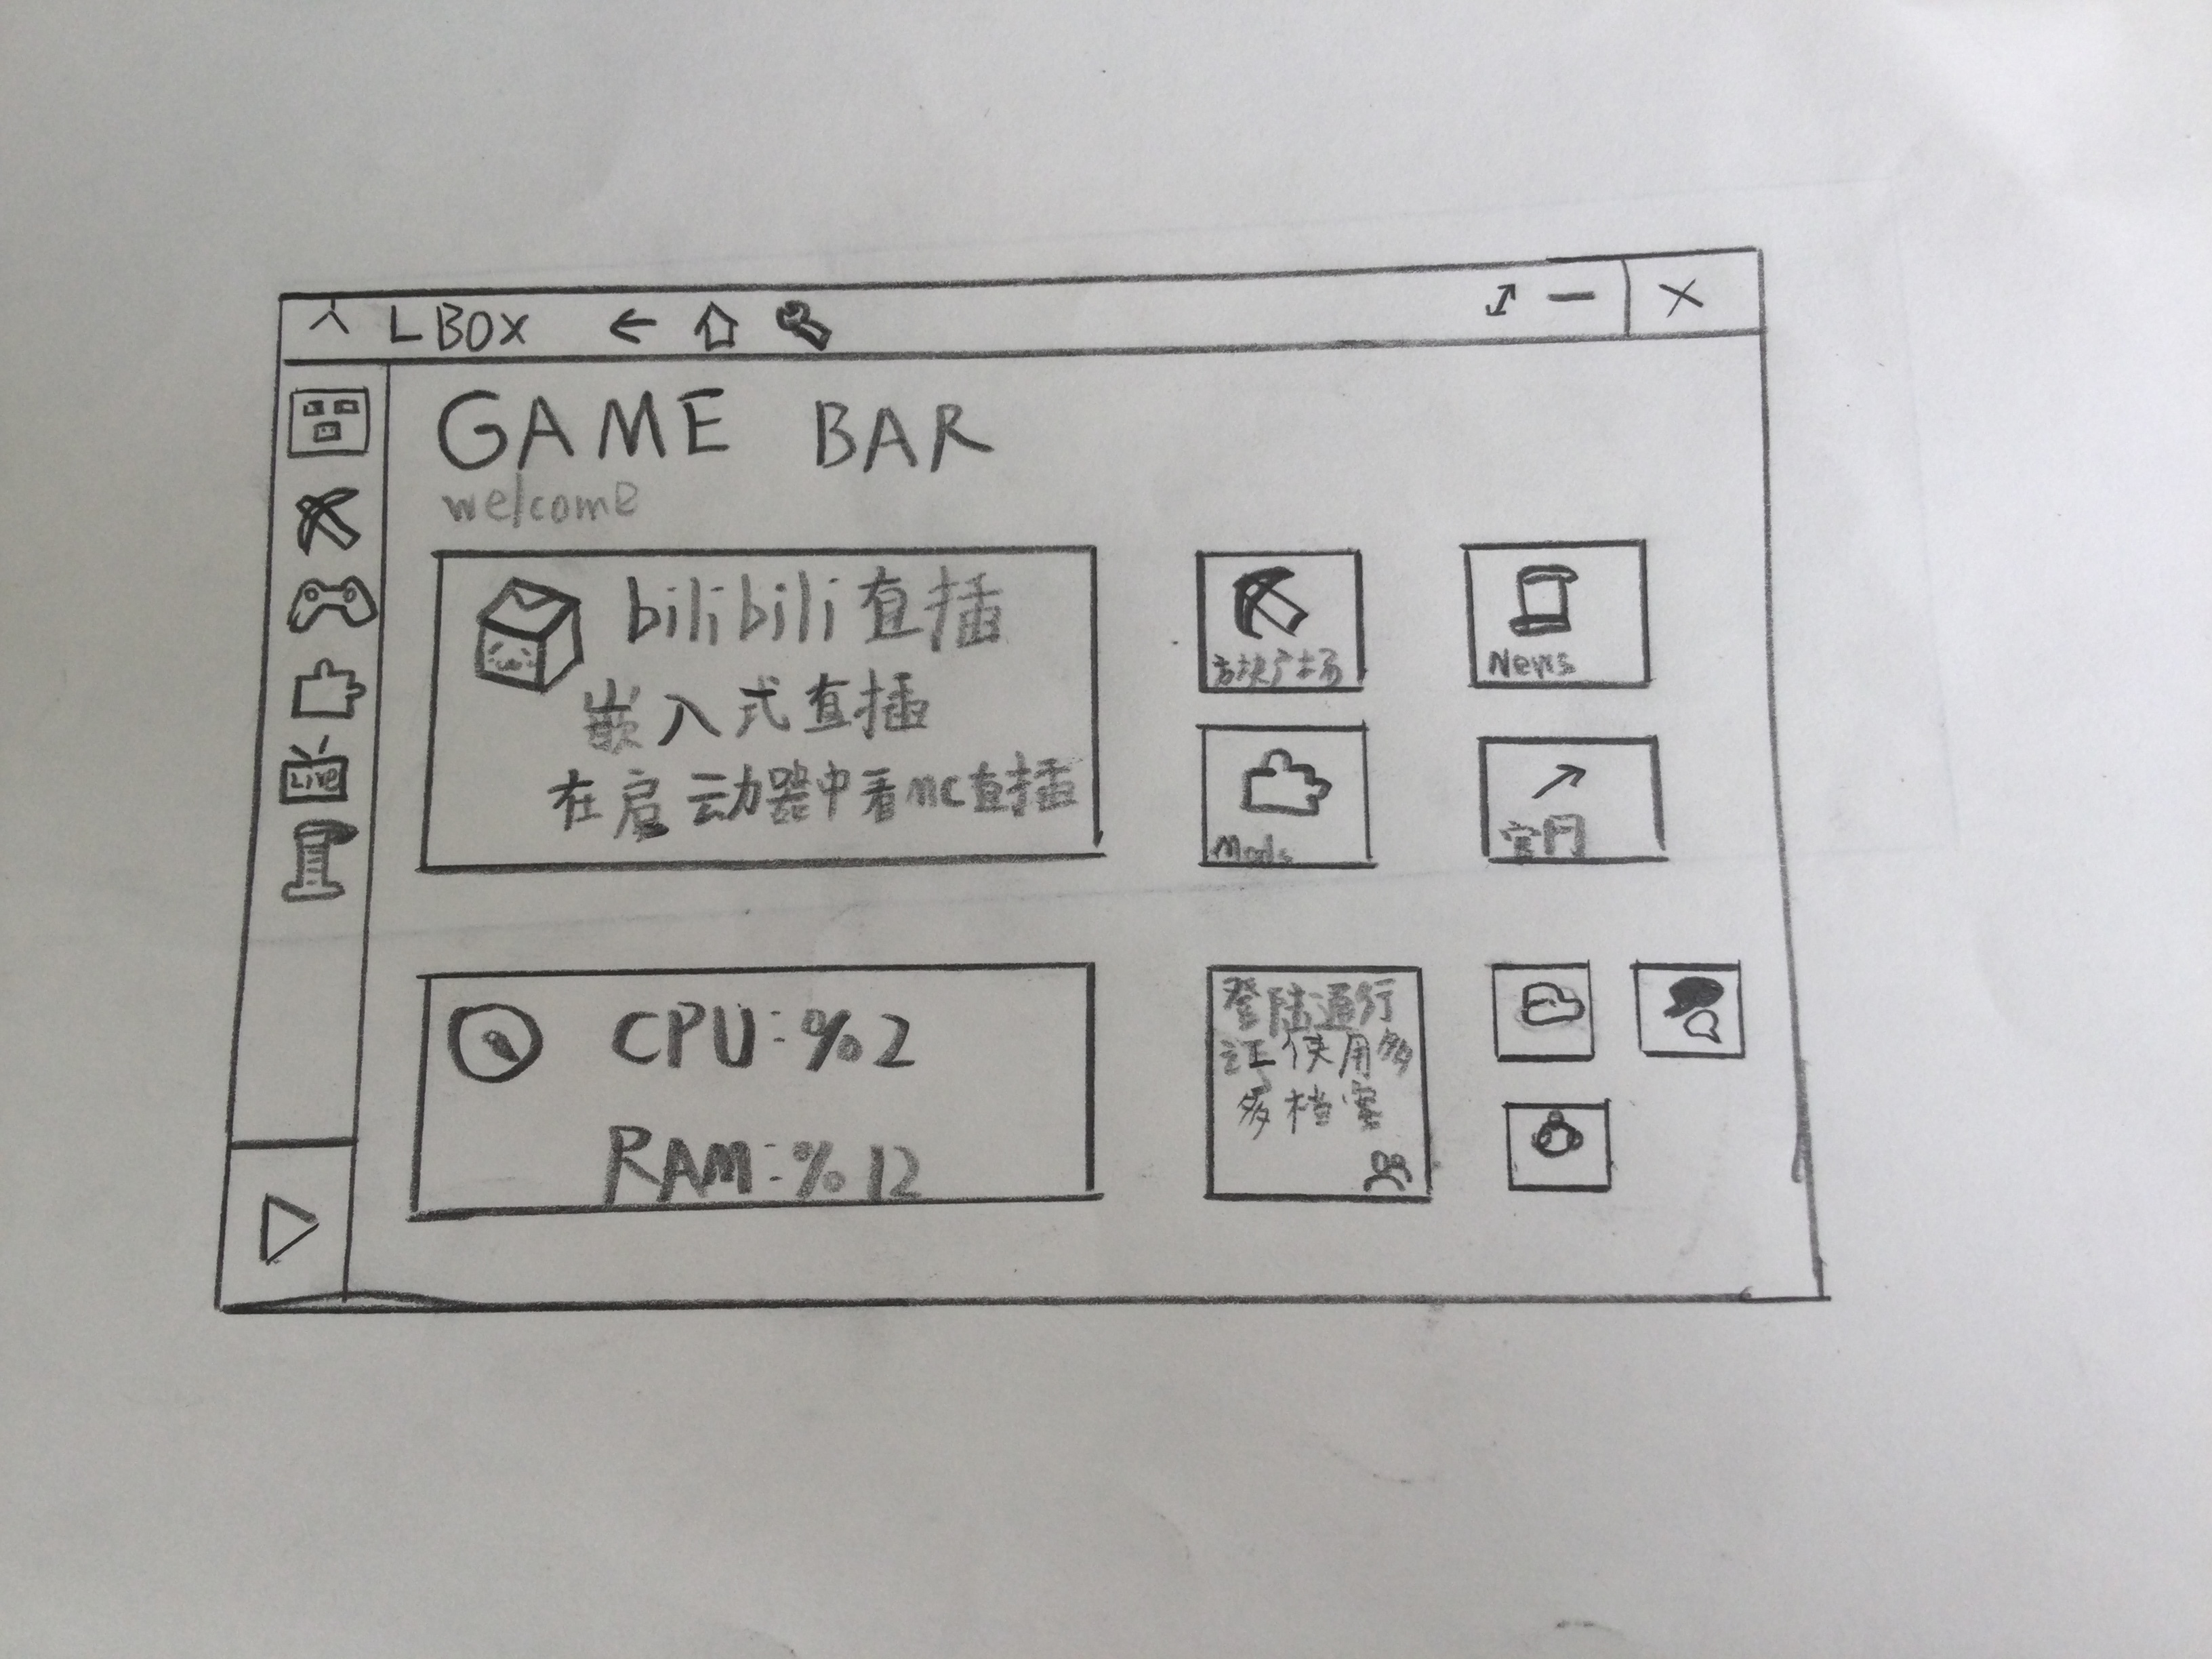 L BOX
GAME BAR
welcome
bilibili直播
嵌入式直播
在启动器中看mc直播
方块广场
News
Mods
官网
Live
CPU:%2
RAM:%12
登陆通行
证使用多
多档案